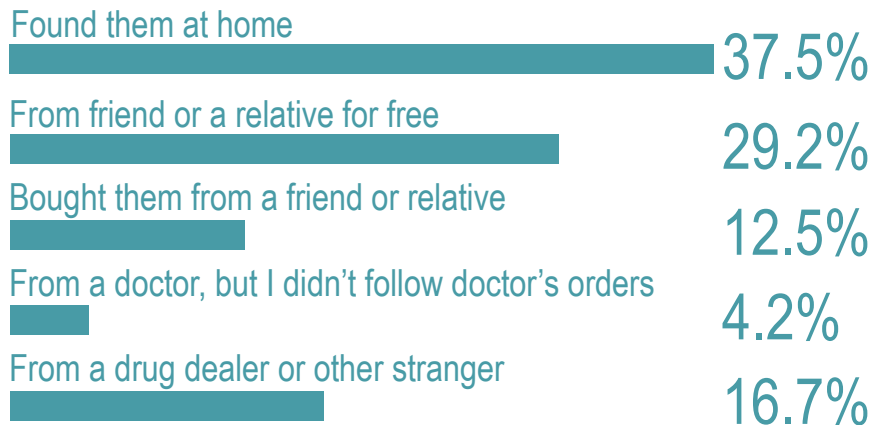 Found them at home
37.5%
From friend or a relative for free
29.2%
Bought them from a friend or relative
12.5%
From a doctor, but I didn’t follow doctor’s orders
4.2%
From a drug dealer or other stranger
16.7%